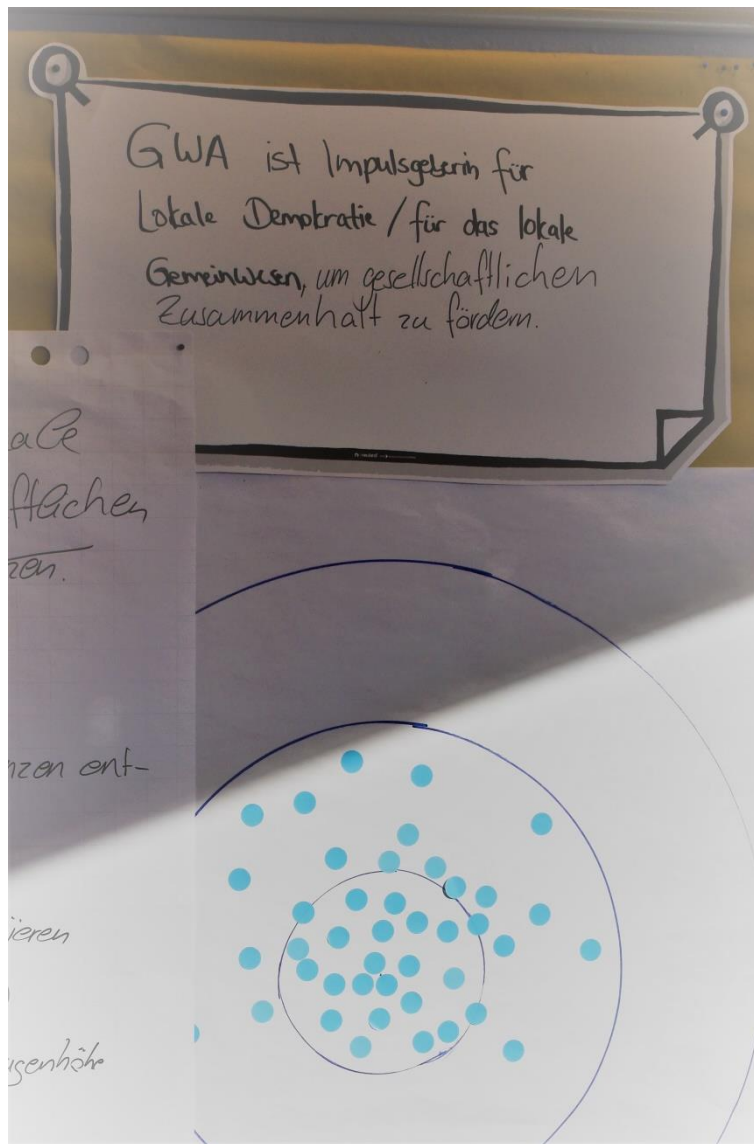 GWA ist Impulsgeberin für
Lokale Demokratie / für das lokale
Gemeinwesen, um gesellschaftlichen
Zusammenhalt zu fördern.
ale
ftlichen
zen.
nzen ent-
ieren
ugenhöhe